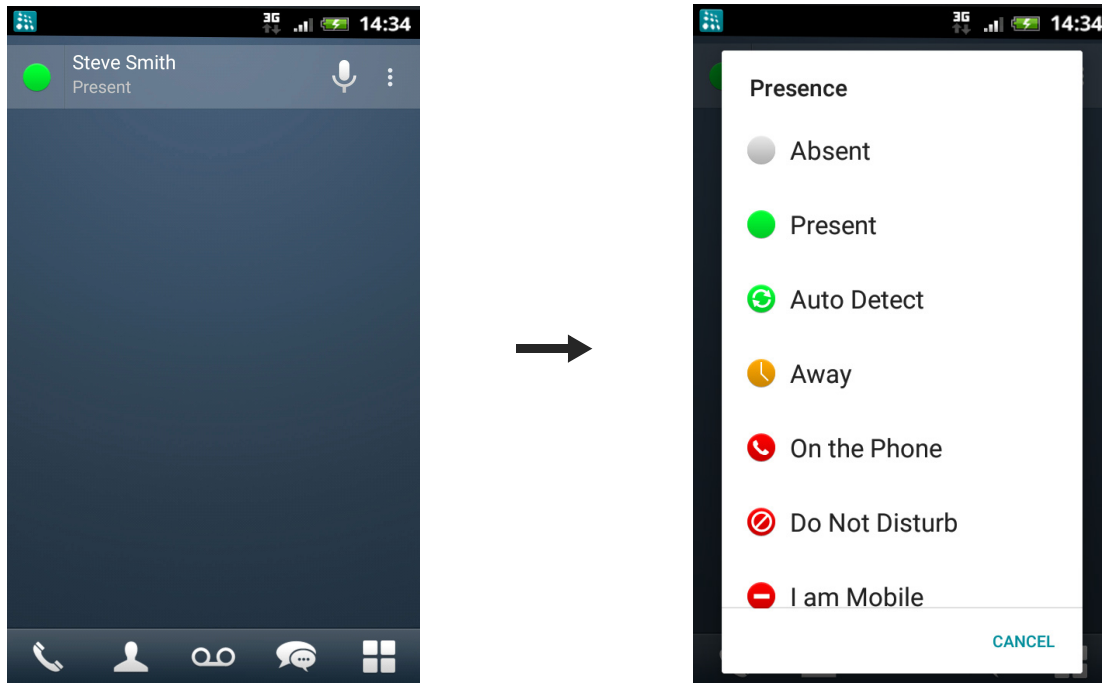 3G 14:34
Steve Smith
Present
3G 14:34
Presence
Absent
Present
Auto Detect
Away
On the Phone
Do Not Disturb
I am Mobile
CANCEL